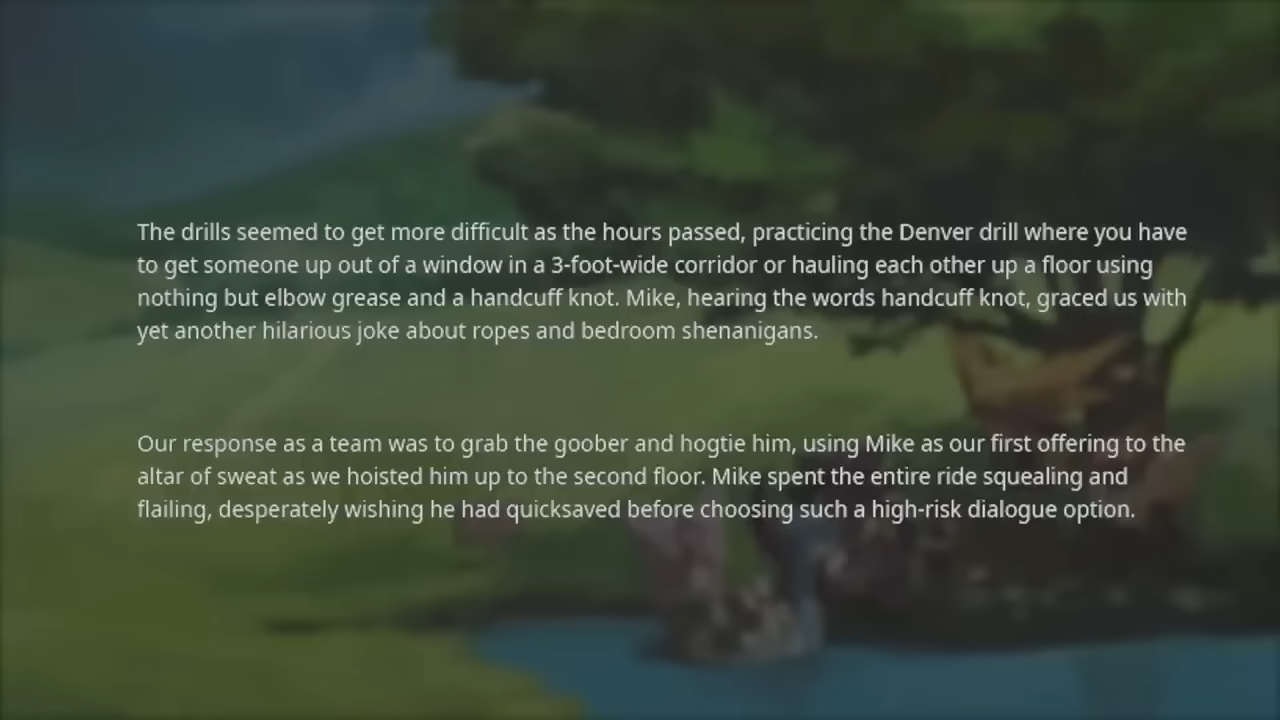 The drills seemed to get more difficult as the hours passed, practicing the Denver drill where you have
to get someone up out of a window in a 3-foot-wide corridor or hauling each other up a floor using
nothing but elbow grease and a handcuff knot. Mike, hearing the words handcuff knot, graced us with
yet another hilarious joke about ropes and bedroom shenanigans.
Our response as a team was to grab the goober and hogtie him, using Mike as our first offering to the
altar of sweat as we hoisted him up to the second floor. Mike spent the entire ride squealing and
flailing, desperately wishing he had quicksaved before choosing such a high-risk dialogue option.